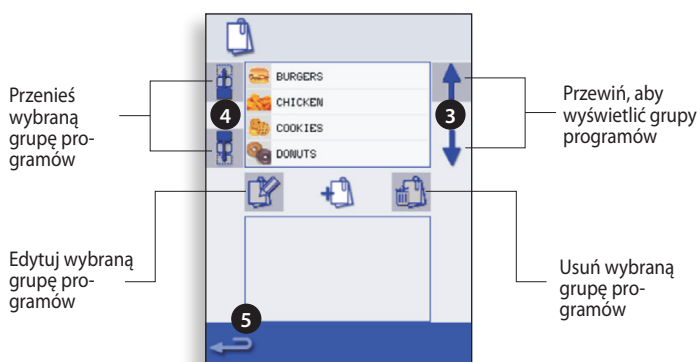 BURGERS
CHICKEN
COOKIES
DONUTS
Przenieś
wybraną
grupę pro-
gramów
4
3
Przewiń, aby
wyświetlić grupy
programów
Edytuj wybraną
grupę pro-
gramów
Usuń wybraną
grupę pro-
gramów
5